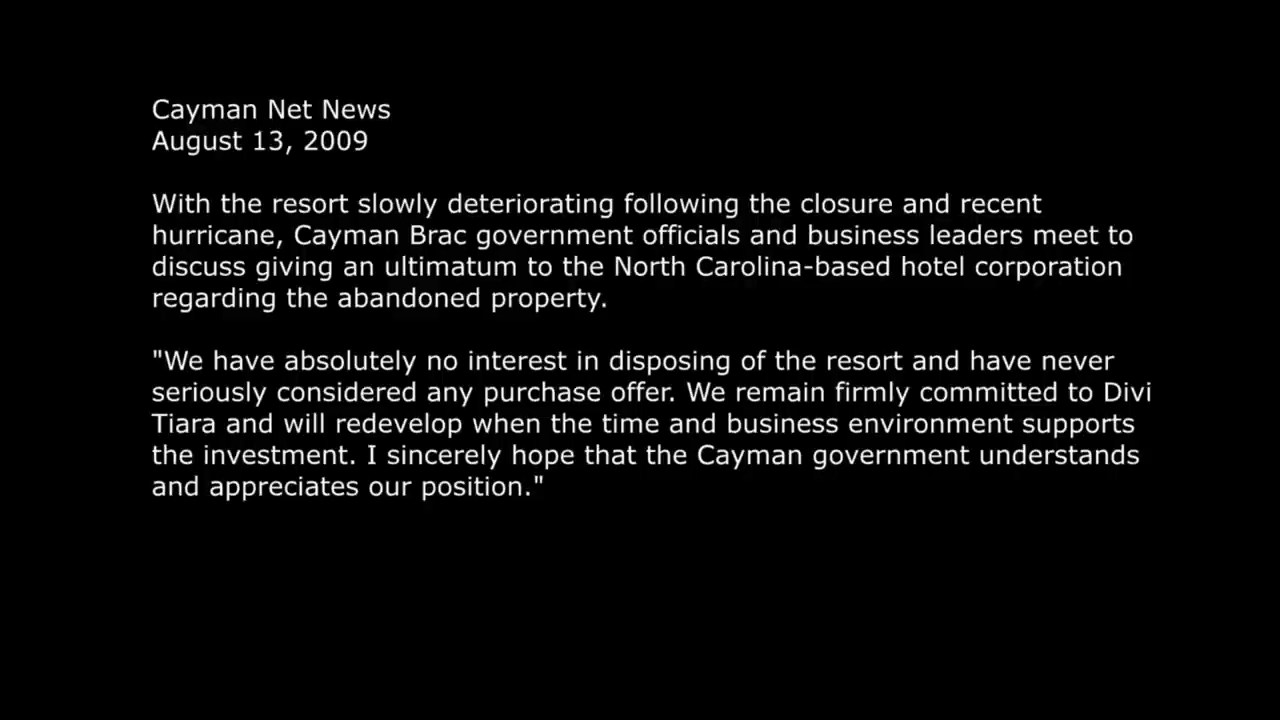 Cayman Net News
August 13, 2009
With the resort slowly deteriorating following the closure and recent
hurricane, Cayman Brac government officials and business leaders meet to
discuss giving an ultimatum to the North Carolina-based hotel corporation
regarding the abandoned property.
"We have absolutely no interest in disposing of the resort and have never
seriously considered any purchase offer. We remain firmly committed to Divi
Tiara and will redevelop when the time and business environment supports
the investment. I sincerely hope that the Cayman government understands
and appreciates our position."